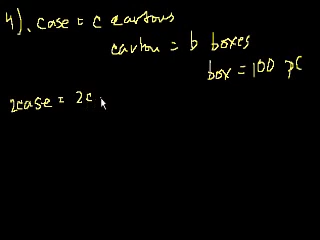 4). case = c cartons
carton = b boxes
box = 100 pC
2case = 2c